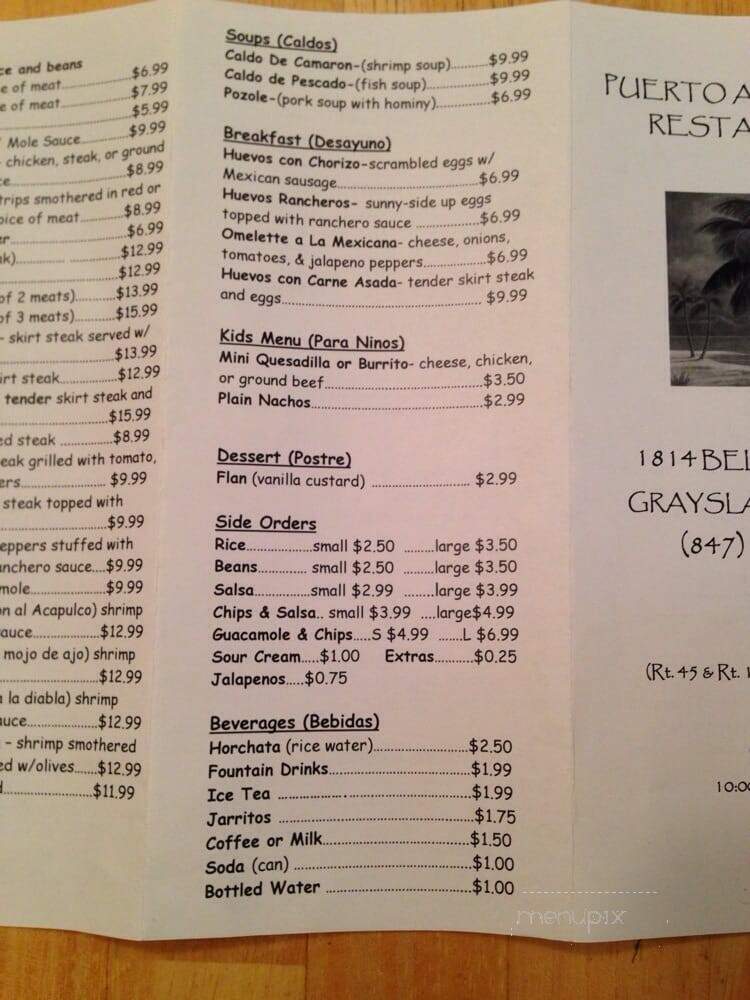 ce and beans
e of meat..........$6.99
e of meat..........$7.99
$5.99
Mole Sauce..........$9.99
chicken, steak, or ground
ce..........$8.99
trips smothered in red or
oice of meat..........$8.99
er..........$6.99
ak)..........$12.99
$12.99
of 2 meats)..........$13.99
of 3 meats)..........$15.99
- skirt steak served w/
$13.99
irt steak..........$12.99
tender skirt steak and
$15.99
ed steak..........$8.99
eak grilled with tomato,
ers..........$9.99
steak topped with
$9.99
eppers stuffed with
nchero sauce....$9.99
mole..........$9.99
on al Acapulco) shrimp
auce..........$12.99
mojo de ajo) shrimp
$12.99
a la diabla) shrimp
auce..........$12.99
- shrimp smothered
ed w/olives.......$12.99
d..........$11.99
Soups (Caldos)
Caldo De Camaron-(shrimp soup)..........$9.99
Caldo de Pescado-(fish soup)..........$9.99
Pozole-(pork soup with hominy)..........$6.99
Breakfast (Desayuno)
Huevos con Chorizo-scrambled eggs w/
Mexican sausage..........$6.99
Huevos Rancheros- sunny-side up eggs
topped with ranchero sauce ..........$6.99
Omelette a La Mexicana- cheese, onions,
tomatoes, & jalapeno peppers..........$6.99
Huevos con Carne Asada- tender skirt steak
and eggs..........$9.99
Kids Menu (Para Ninos)
Mini Quesadilla or Burrito- cheese, chicken,
or ground beef..........$3.50
Plain Nachos..........$2.99
Dessert (Postre)
Flan (vanilla custard) ..........$2.99
Side Orders
Rice..........small $2.50 ........large $3.50
Beans.......... small $2.50 ........large $3.50
Salsa..........small $2.99 ........large $3.99
Chips & Salsa.. small $3.99 ....large$4.99
Guacamole & Chips.....S $4.99 ......L $6.99
Sour Cream.....$1.00 Extras..........$0.25
Jalapenos.....$0.75
Beverages (Bebidas)
Horchata (rice water)..........$2.50
Fountain Drinks..........$1.99
Ice Tea ..........$1.99
Jarritos ..........$1.75
Coffee or Milk..........$1.50
Soda (can) ..........$1.00
Bottled Water ..........$1.00
PUERTO A
RESTA
1814 BEL
GRAYSLA
(847)
(Rt. 45 & Rt. 1
10:00
menupix